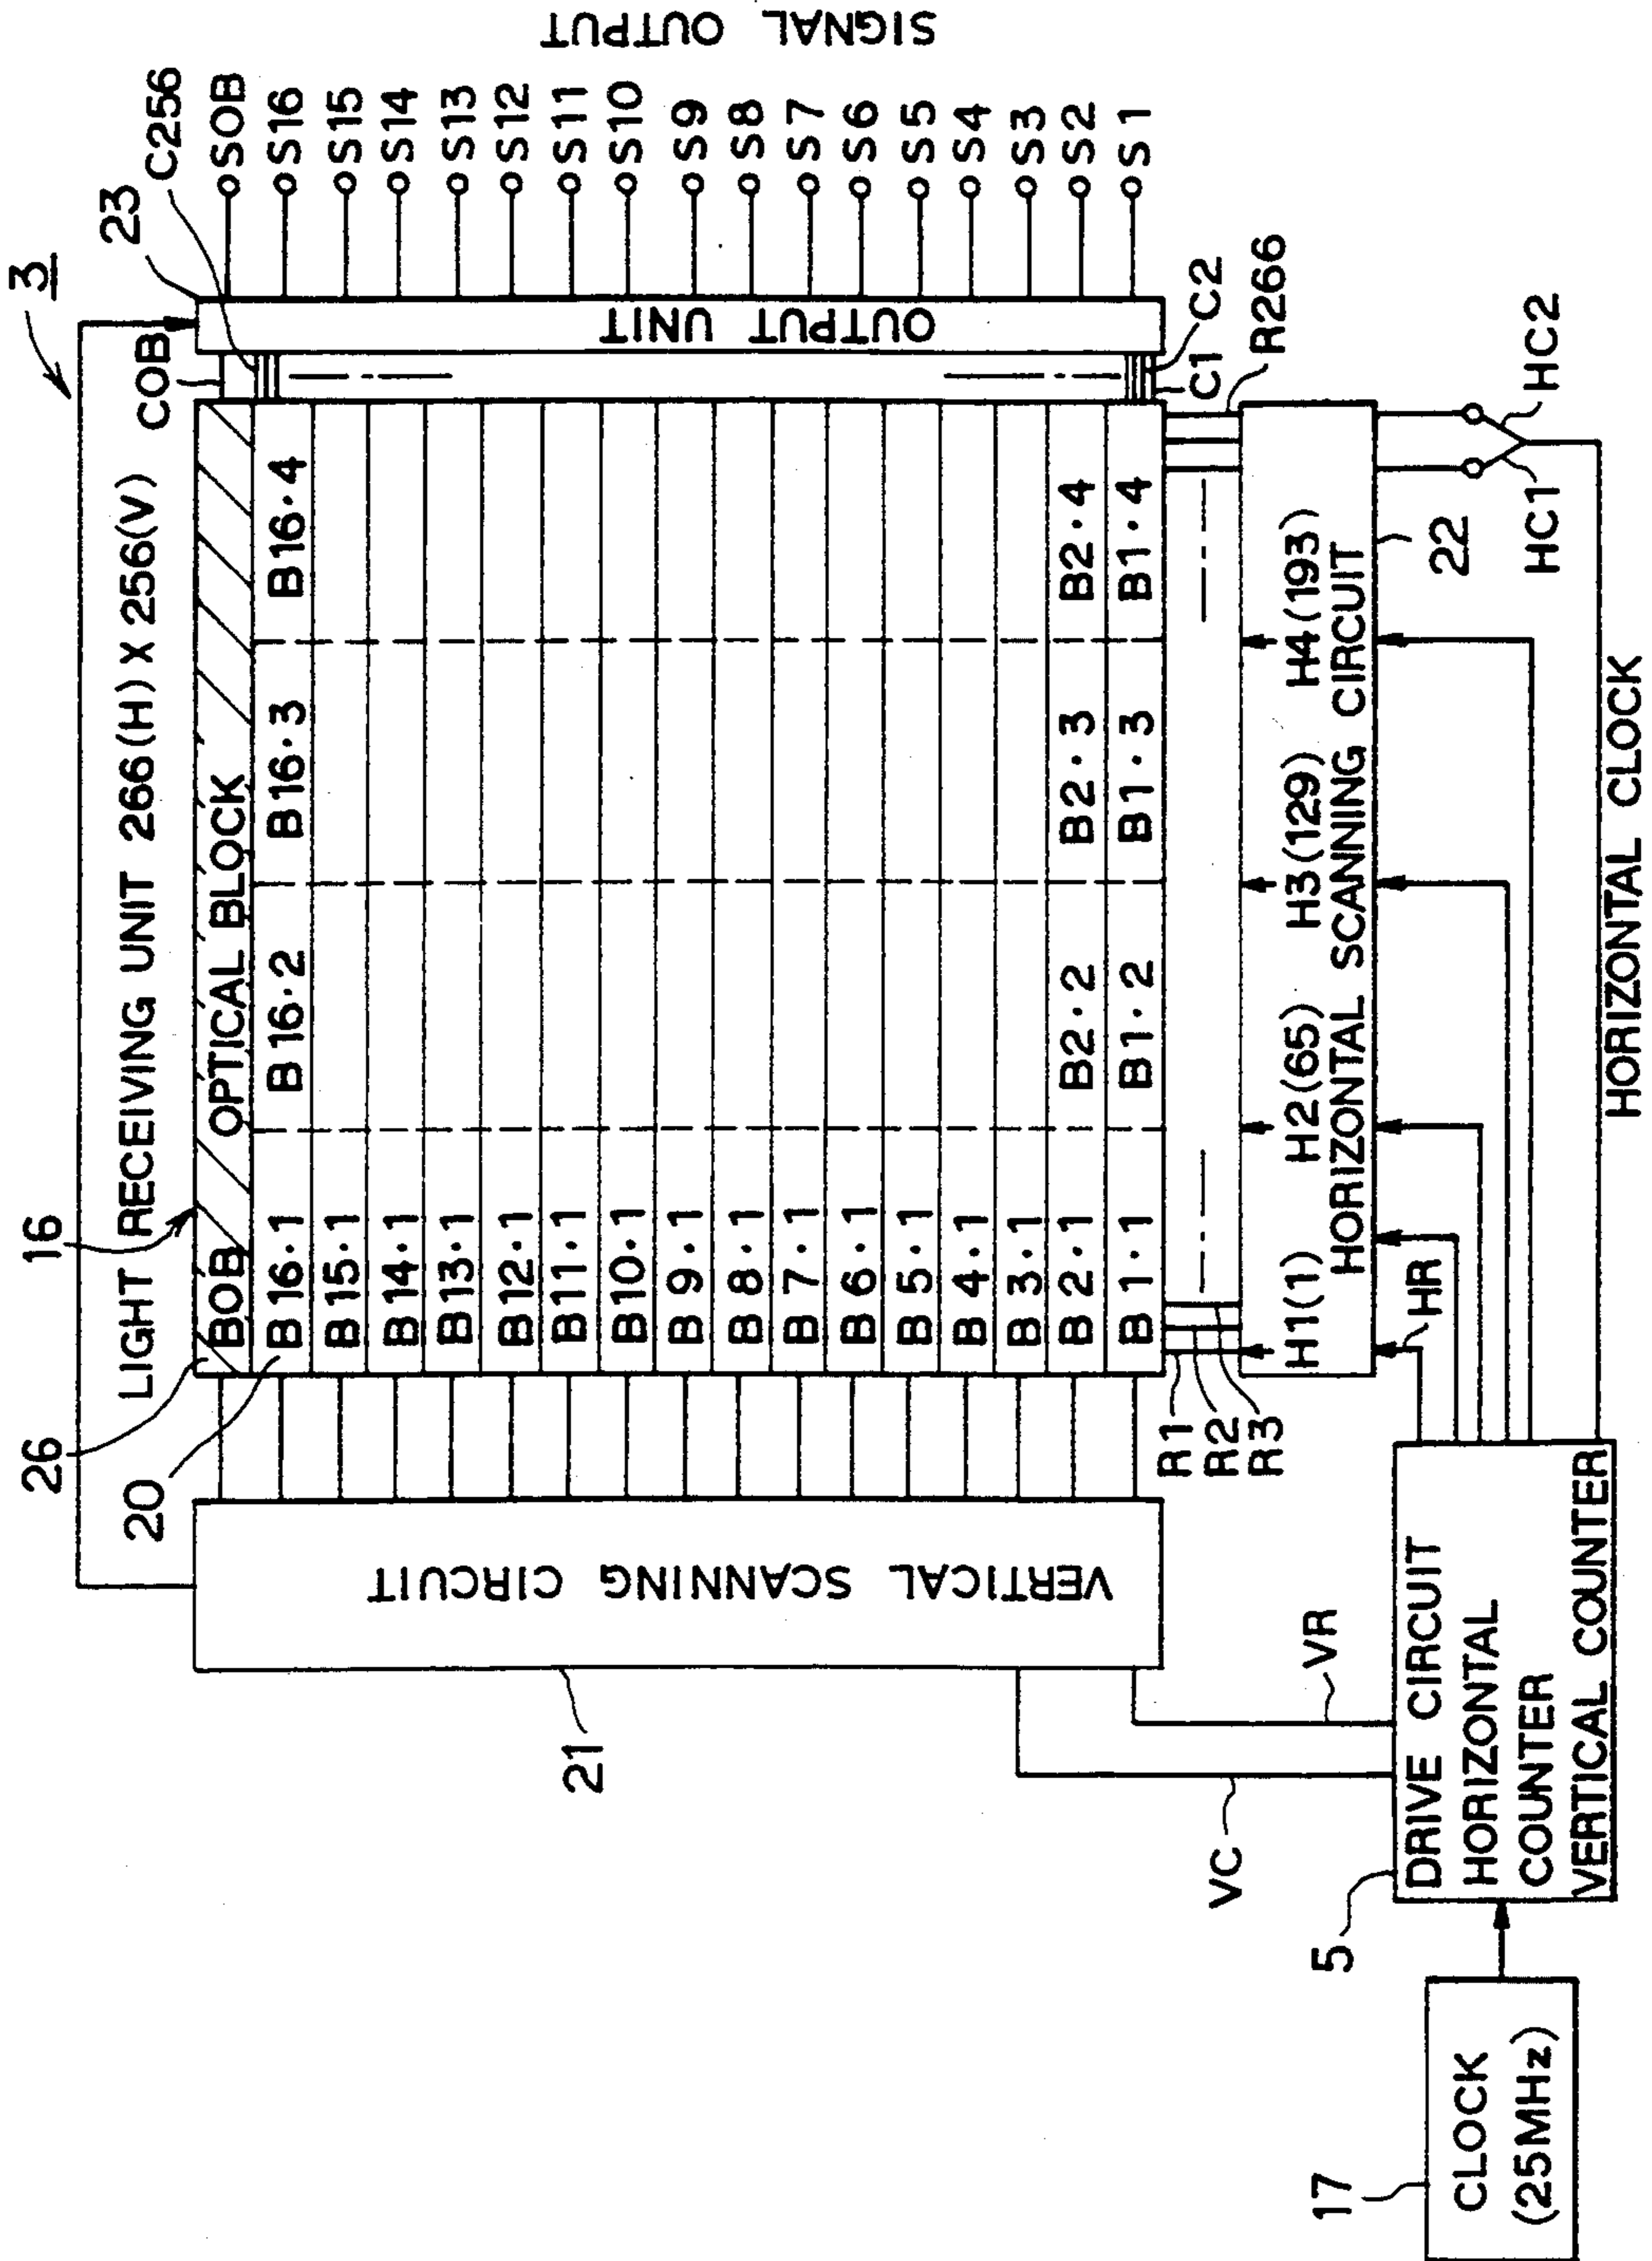 3
SIGNAL OUTPUT
LIGHT RECEIVING UNIT 266(H) X 256(V)
16
26
20
COB
23
C256
BOB OPTICAL BLOCK
B16·1 B16·2 B16·3 B16·4
B15·1
B14·1
B13·1
B12·1
B11·1
B10·1
B9·1
B8·1
B7·1
B6·1
B5·1
B4·1
B3·1
B2·1 B2·2 B2·3 B2·4
B1·1 B1·2 B1·3 B1·4
VERTICAL SCANNING CIRCUIT
21
OUTPUT UNIT
SOB
S16
S15
S14
S13
S12
S11
S10
S9
S8
S7
S6
S5
S4
S3
S2
S1
C2
C1
R266
R1
R2
R3
H1(1) H2(65) H3(129) H4(193)
HORIZONTAL SCANNING CIRCUIT
22
HR
HC1
HC2
HORIZONTAL CLOCK
VR
VC
5
DRIVE CIRCUIT
HORIZONTAL
COUNTER
VERTICAL COUNTER
17
CLOCK
(25MHz)